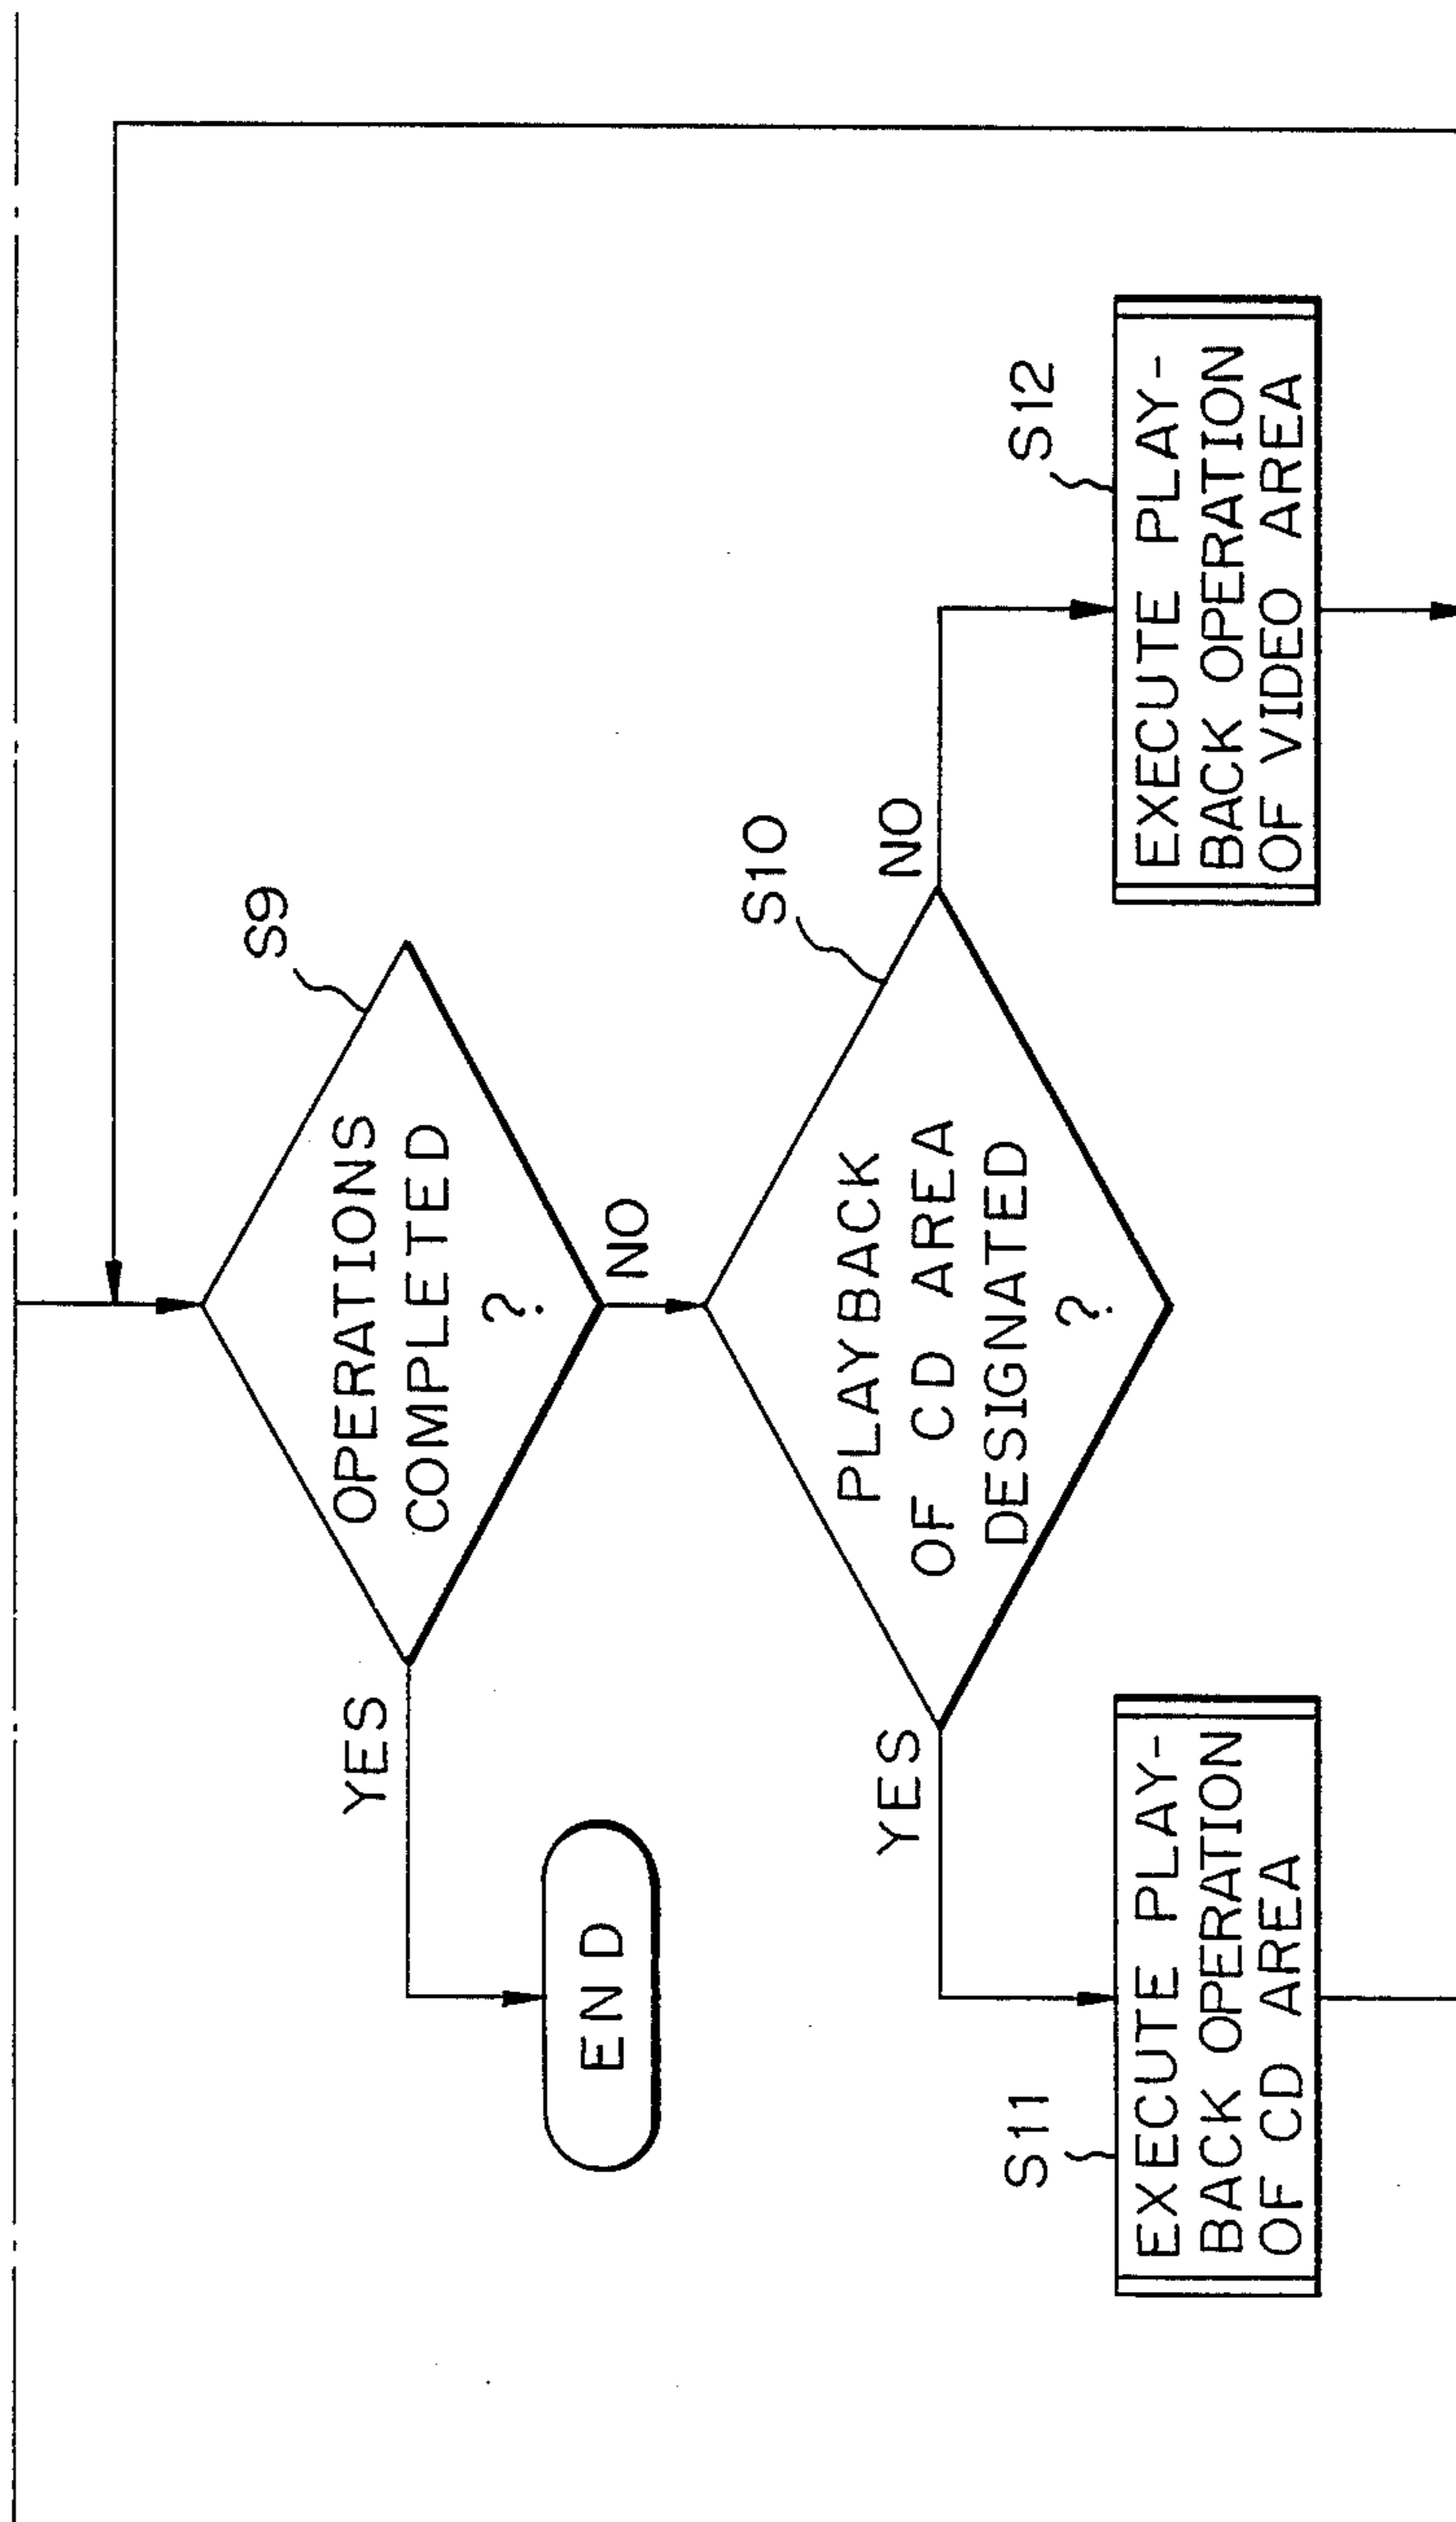 S9
OPERATIONS
COMPLETED
?
YES
NO
END
S10
PLAYBACK
OF CD AREA
DESIGNATED
?
YES
NO
S11
EXECUTE PLAY-
BACK OPERATION
OF CD AREA
S12
EXECUTE PLAY-
BACK OPERATION
OF VIDEO AREA